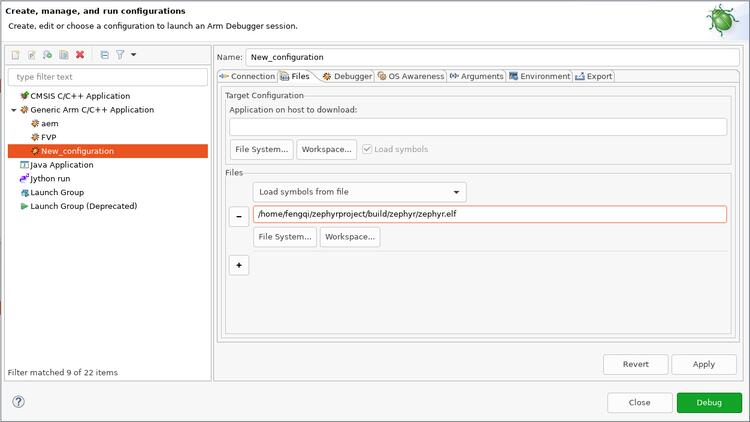 Create, manage, and run configurations
Create, edit or choose a configuration to launch an Arm Debugger session.
Name: New_configuration
type filter text
CMSIS C/C++ Application
Generic Arm C/C++ Application
aem
FVP
New_configuration
Java Application
Jython run
Launch Group
Launch Group (Deprecated)
Filter matched 9 of 22 items
Connection Files Debugger OS Awareness Arguments Environment Export
Target Configuration
Application on host to download:
File System... Workspace... Load symbols
Files
Load symbols from file
/home/fengqi/zephyrproject/build/zephyr/zephyr.elf
File System... Workspace...
Revert Apply
Close Debug